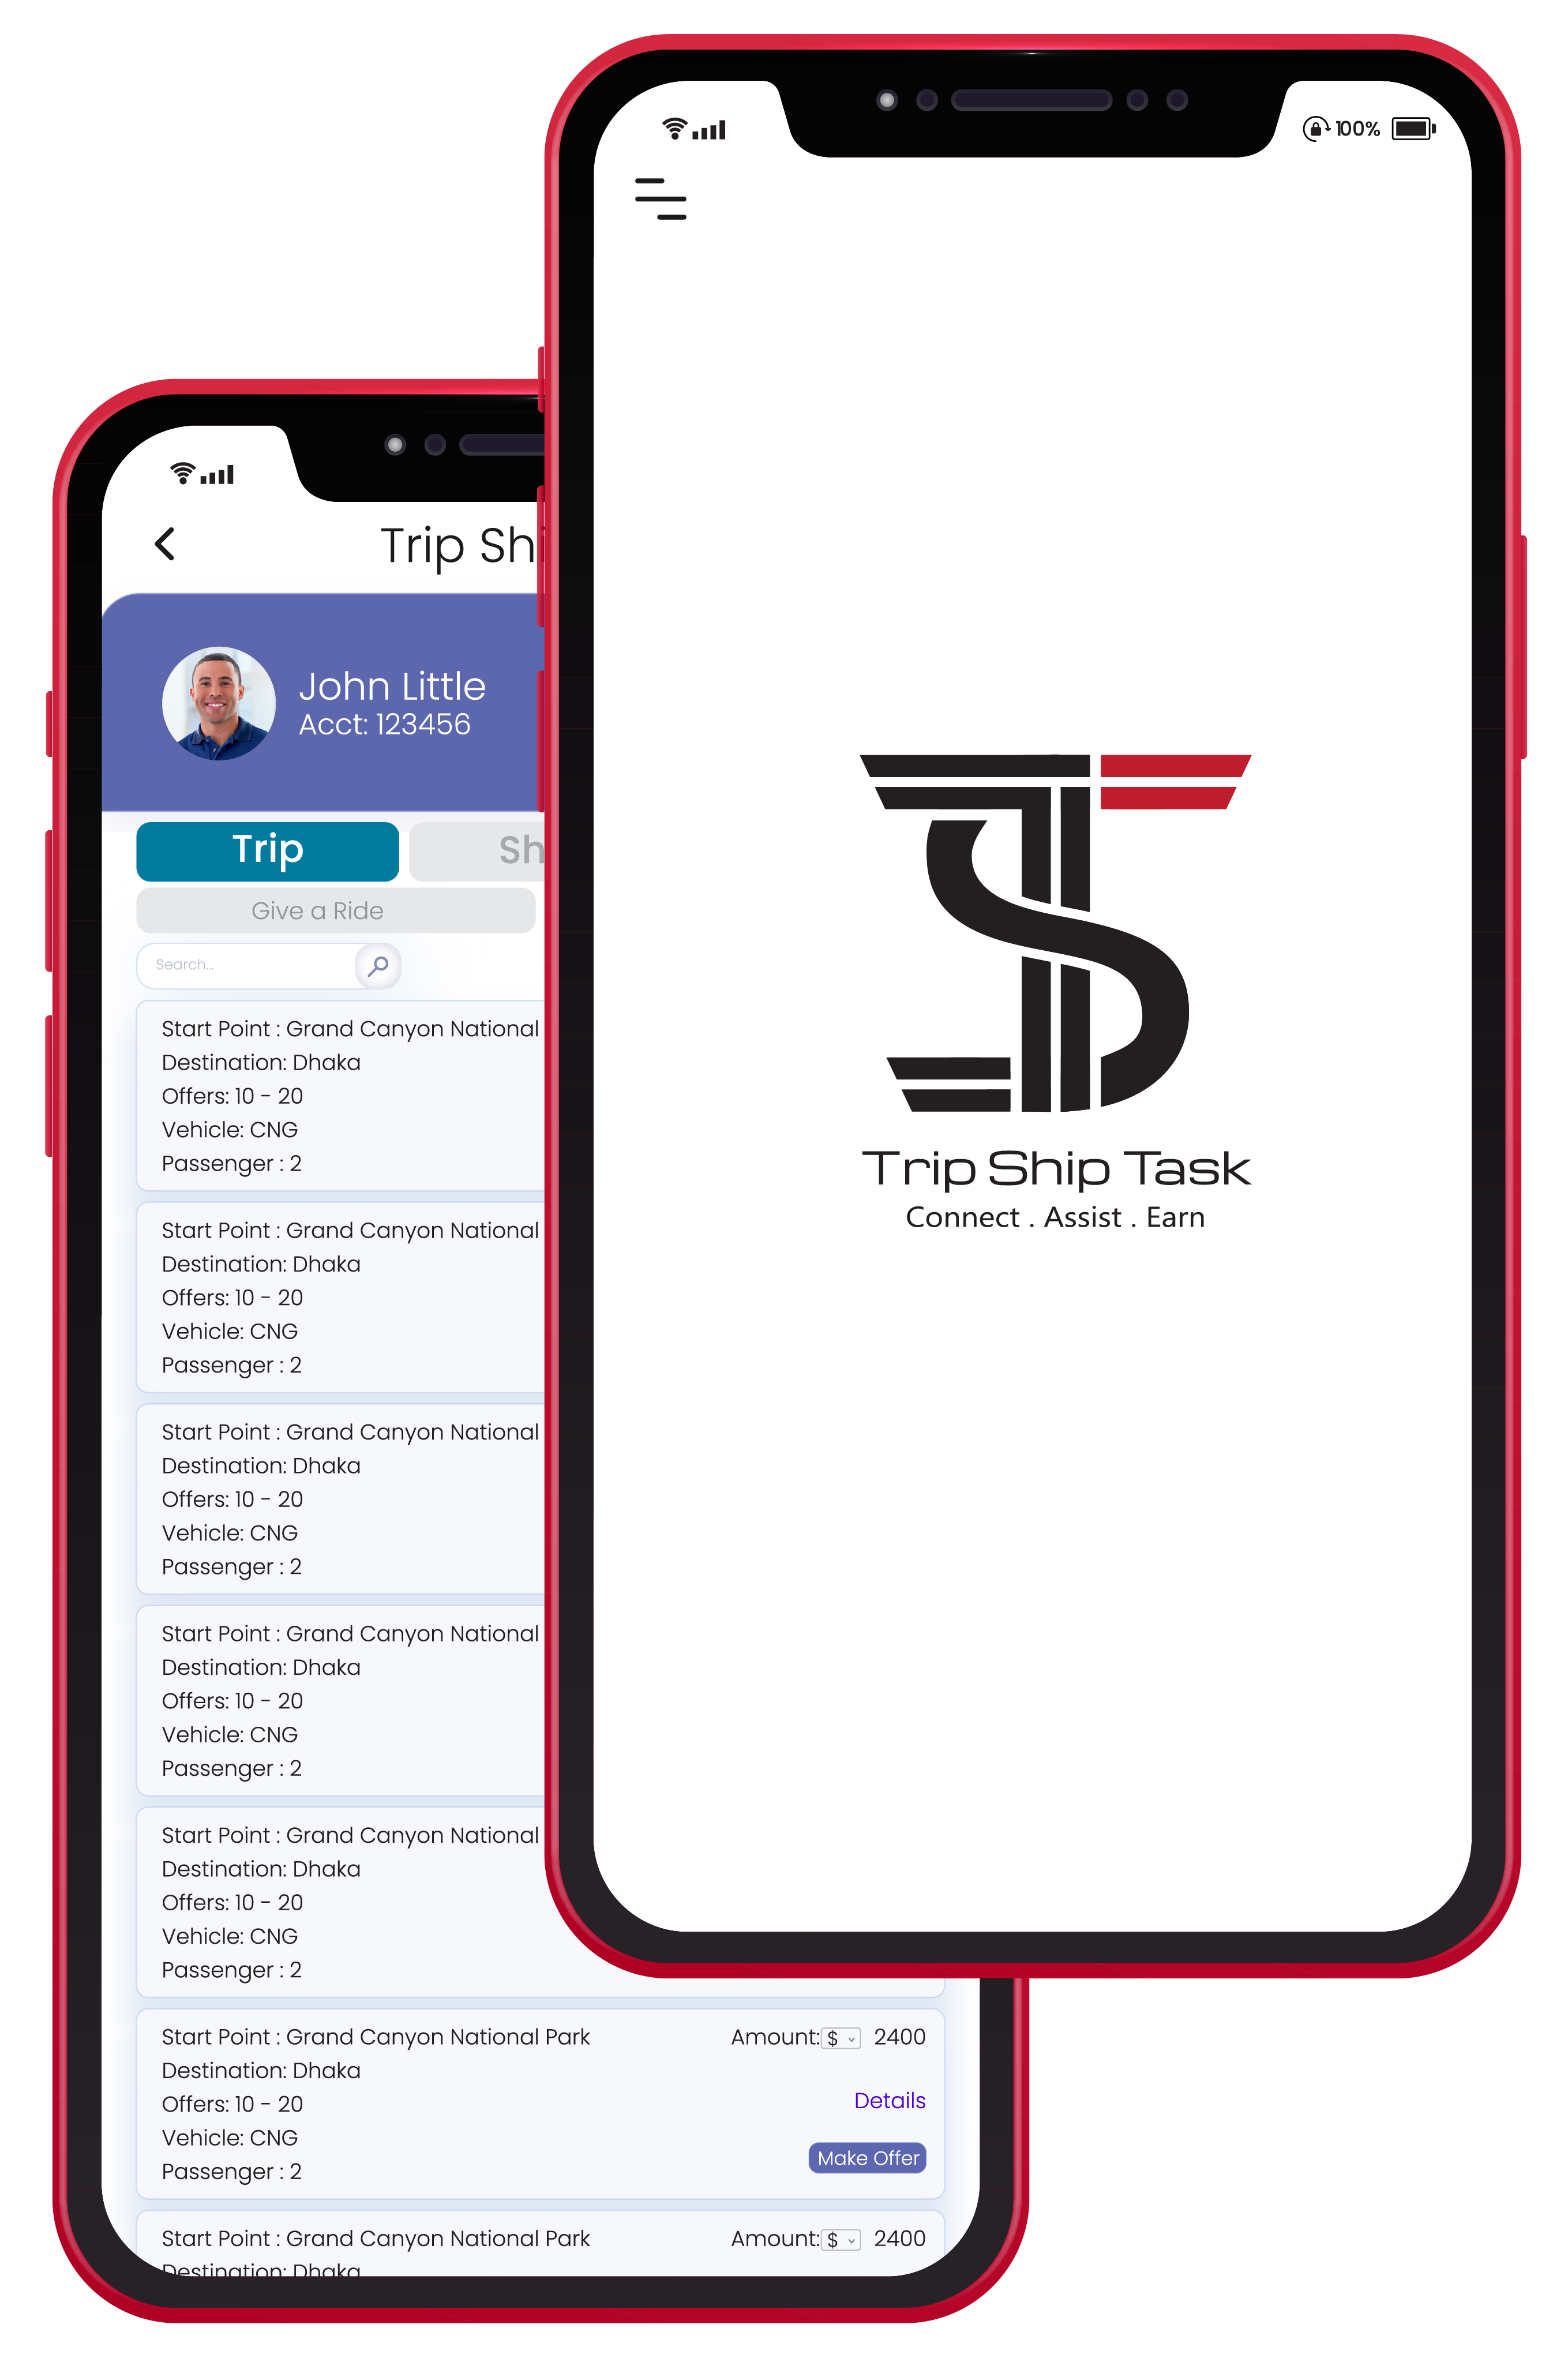 100%
Trip Ship Task
Connect . Assist . Earn
Trip Shi
John Little
Acct: 123456
Trip
Sh
Give a Ride
Search...
Start Point : Grand Canyon National
Destination: Dhaka
Offers: 10 - 20
Vehicle: CNG
Passenger : 2
Start Point : Grand Canyon National
Destination: Dhaka
Offers: 10 - 20
Vehicle: CNG
Passenger : 2
Start Point : Grand Canyon National
Destination: Dhaka
Offers: 10 - 20
Vehicle: CNG
Passenger : 2
Start Point : Grand Canyon National
Destination: Dhaka
Offers: 10 - 20
Vehicle: CNG
Passenger : 2
Start Point : Grand Canyon National
Destination: Dhaka
Offers: 10 - 20
Vehicle: CNG
Passenger : 2
Start Point : Grand Canyon National Park Amount: $ 2400
Destination: Dhaka
Offers: 10 - 20 Details
Vehicle: CNG
Make Offer
Passenger : 2
Start Point : Grand Canyon National Park Amount: $ 2400
Destination: Dhaka